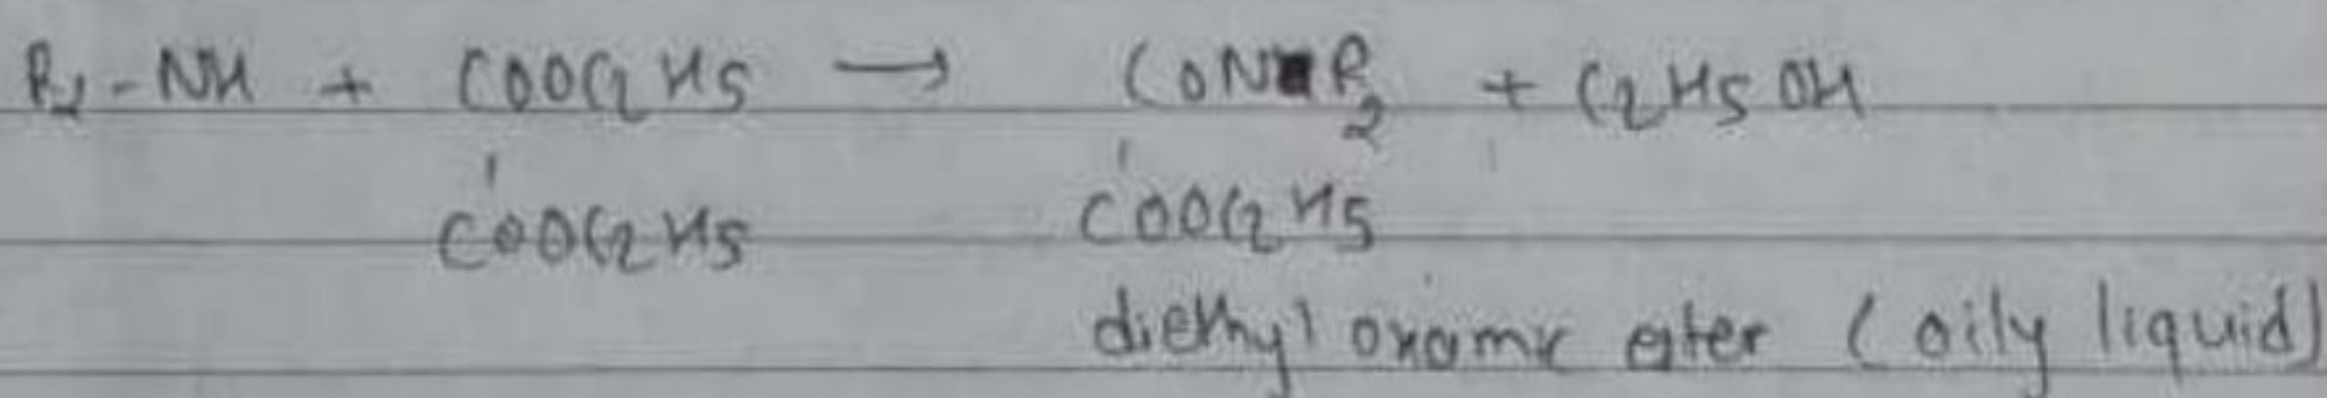 R2-NH + COOC2H5 → CONR2 + C2H5OH
COOC2H5 COOC2H5
diethyl oxamic ester (oily liquid)